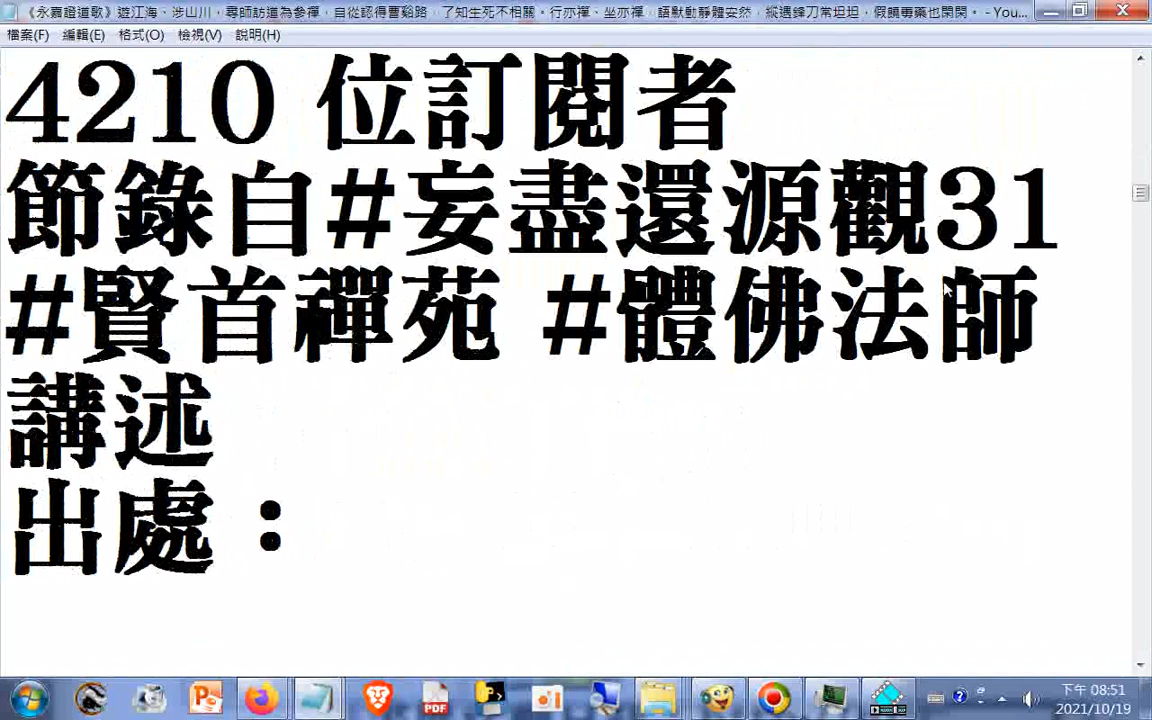 《永嘉證道歌》遊江海、涉山川，尋師訪道為參禪，自從認得曹谿路，了知生死不相關。行亦禪、坐亦禪，語默動靜體安然，縱遇鋒刀常坦坦，假饒毒藥也閑閑。 - You...
檔案(F) 編輯(E) 格式(O) 檢視(V) 說明(H)
4210 位訂閱者
節錄自#妄盡還源觀31
#賢首禪苑 #體佛法師
講述
出處：
下午 08:51
2021/10/19